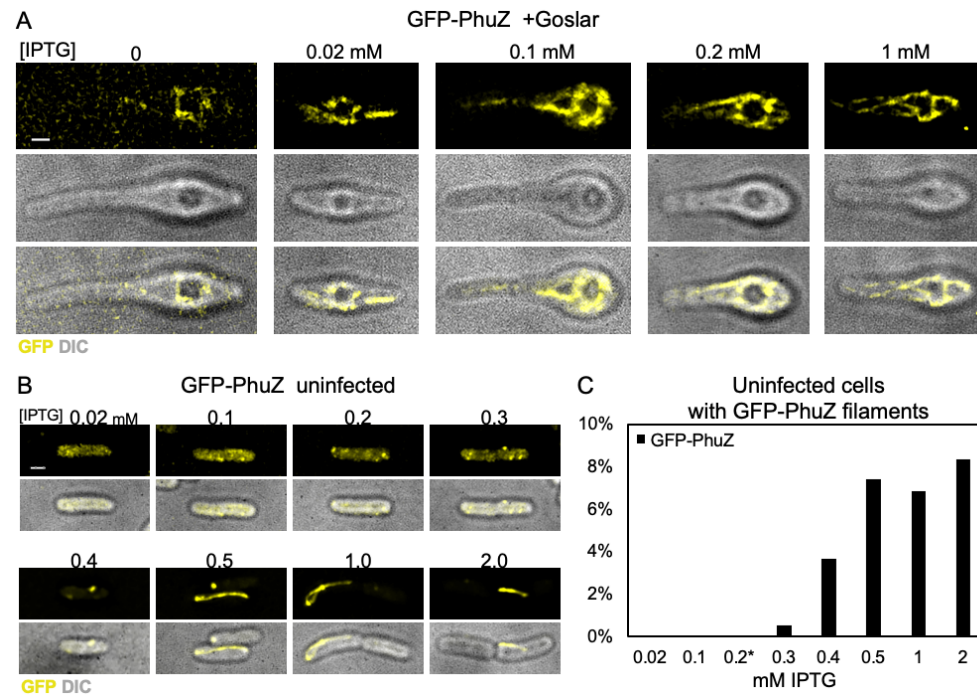 A
GFP-PhuZ +Goslar
[IPTG] 0 0.02 mM 0.1 mM 0.2 mM 1 mM
GFP DIC
B
GFP-PhuZ uninfected
[IPTG] 0.02 mM 0.1 0.2 0.3
0.4 0.5 1.0 2.0
GFP DIC
C
Uninfected cells
with GFP-PhuZ filaments
10%
GFP-PhuZ
8%
6%
4%
2%
0%
0.02 0.1 0.2* 0.3 0.4 0.5 1 2
mM IPTG